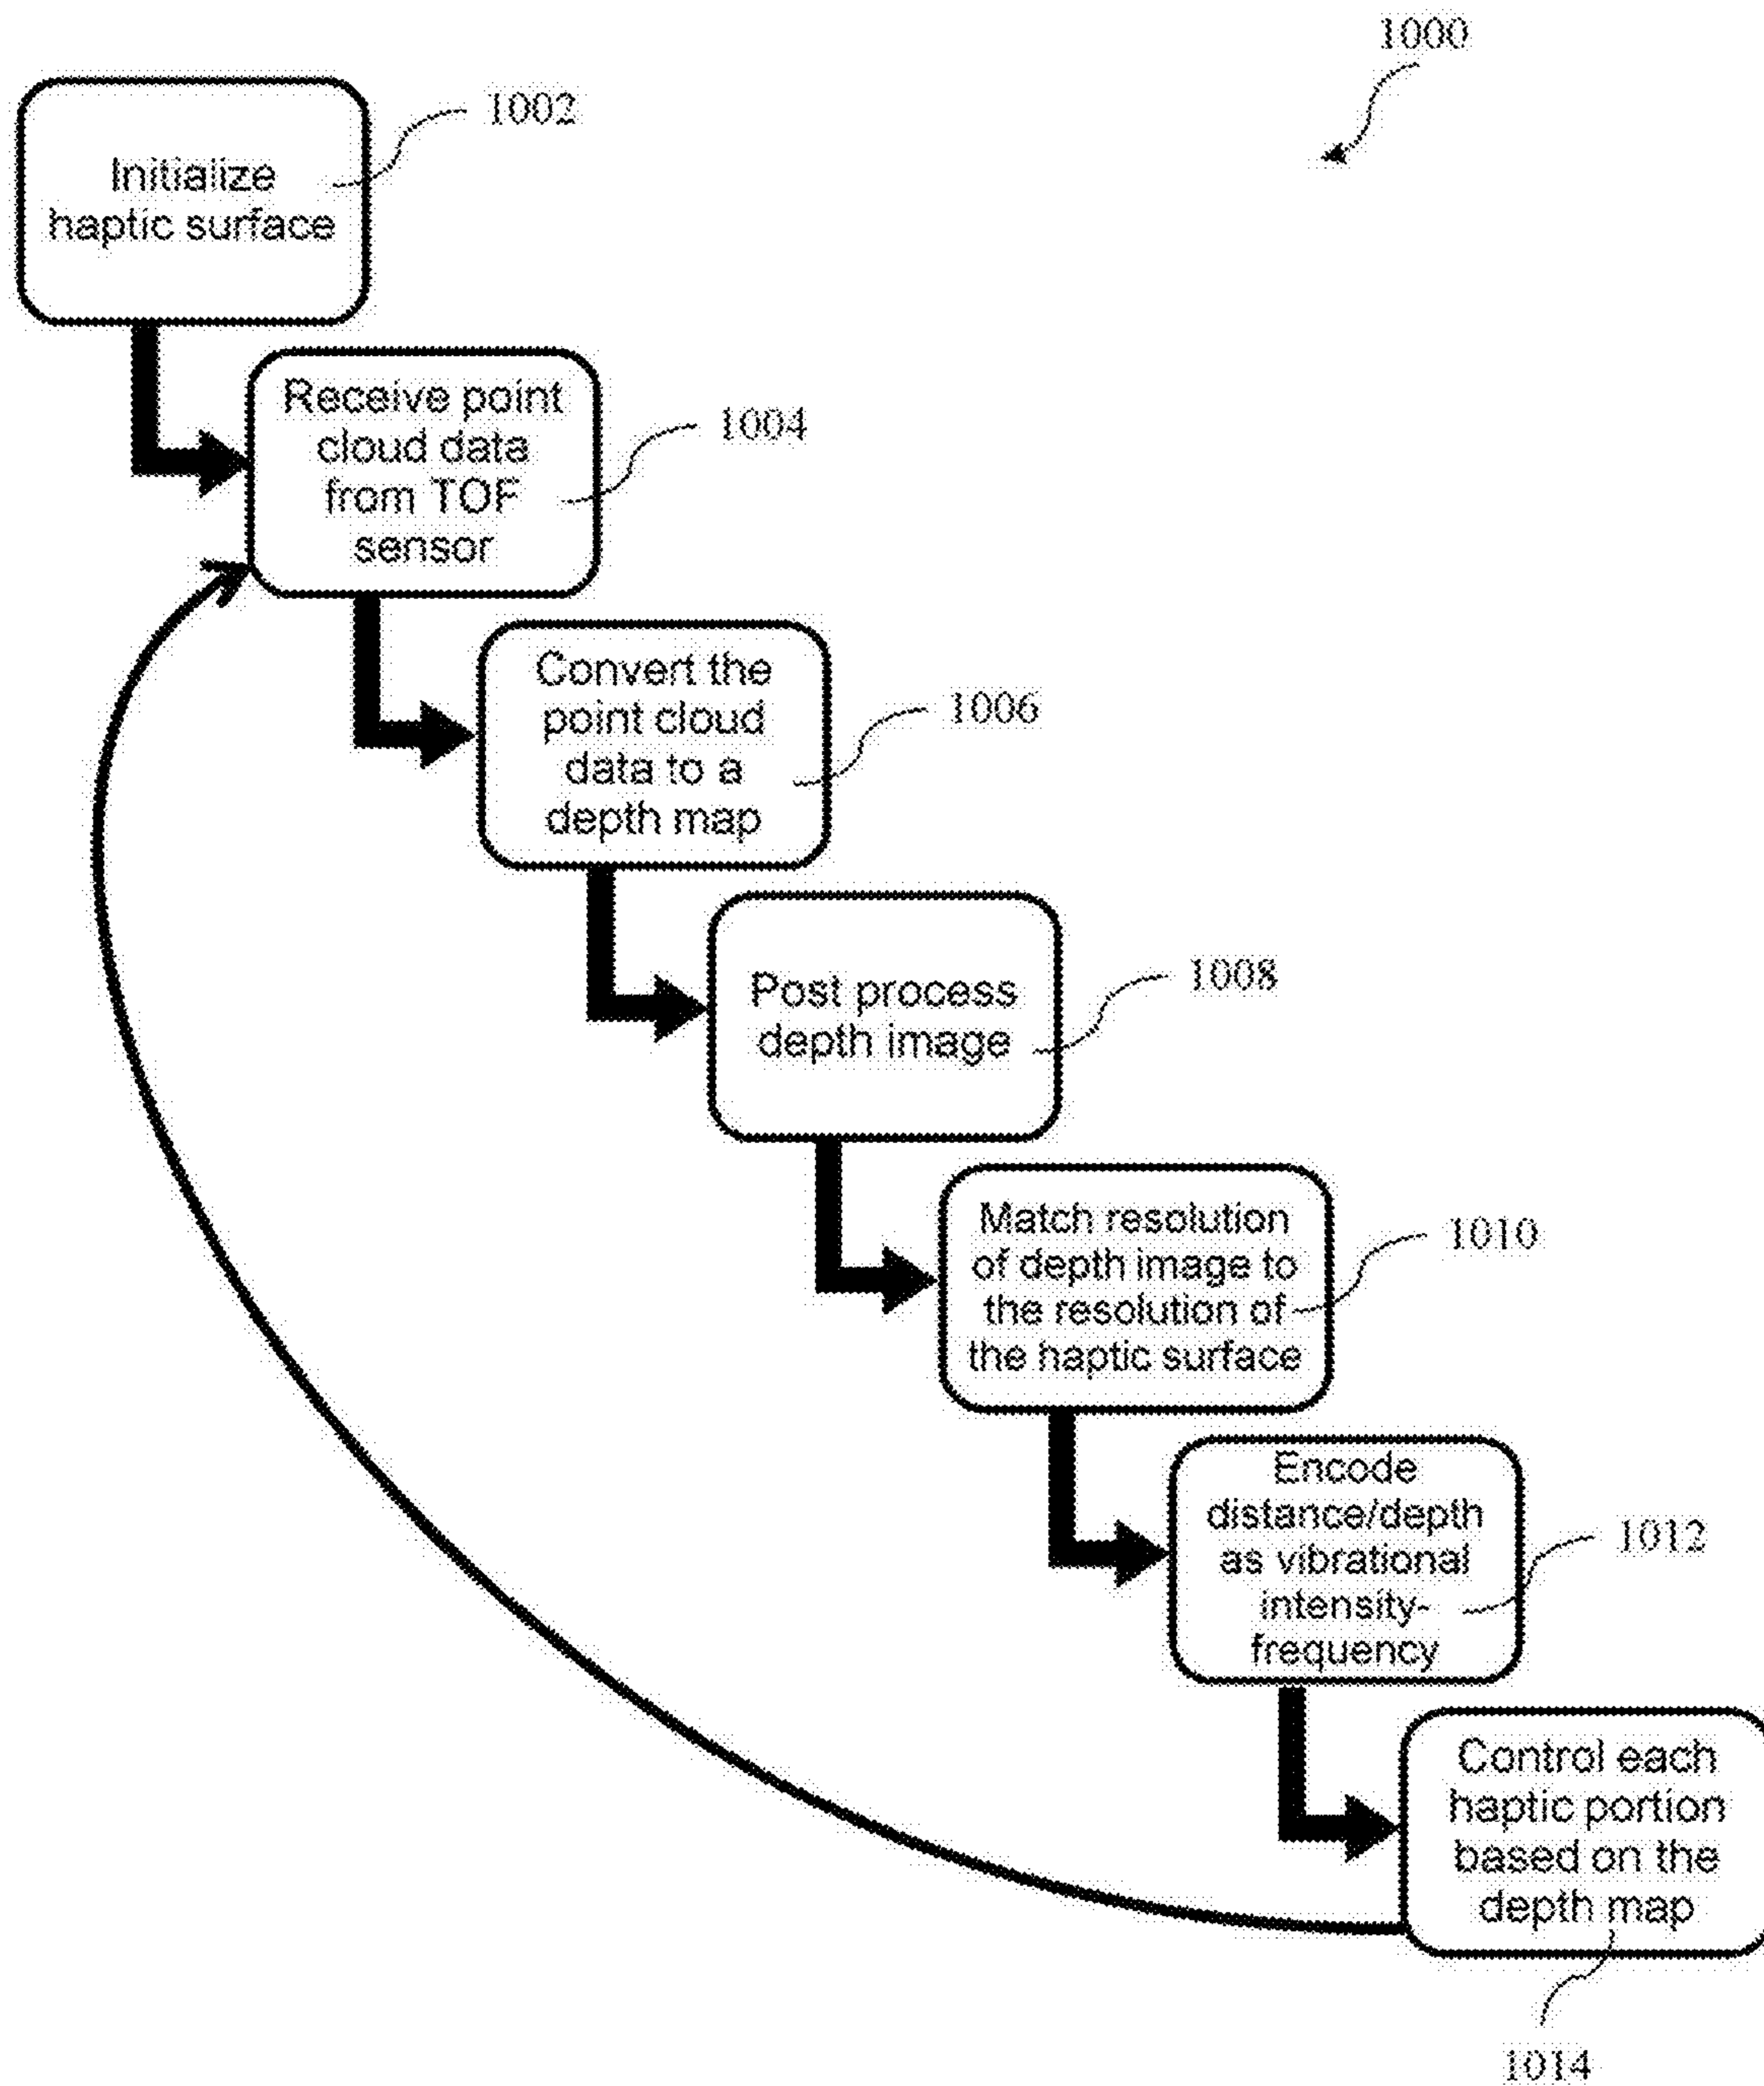 1000
1002
Initialize
haptic surface
Receive point
cloud data
from TOF
sensor
1004
Convert the
point cloud
data to a
depth map
1006
Post process
depth image
1008
Match resolution
of depth image to
the resolution of
the haptic surface
1010
Encode
distance/depth
as vibrational
intensity-
frequency
1012
Control each
haptic portion
based on the
depth map
1014